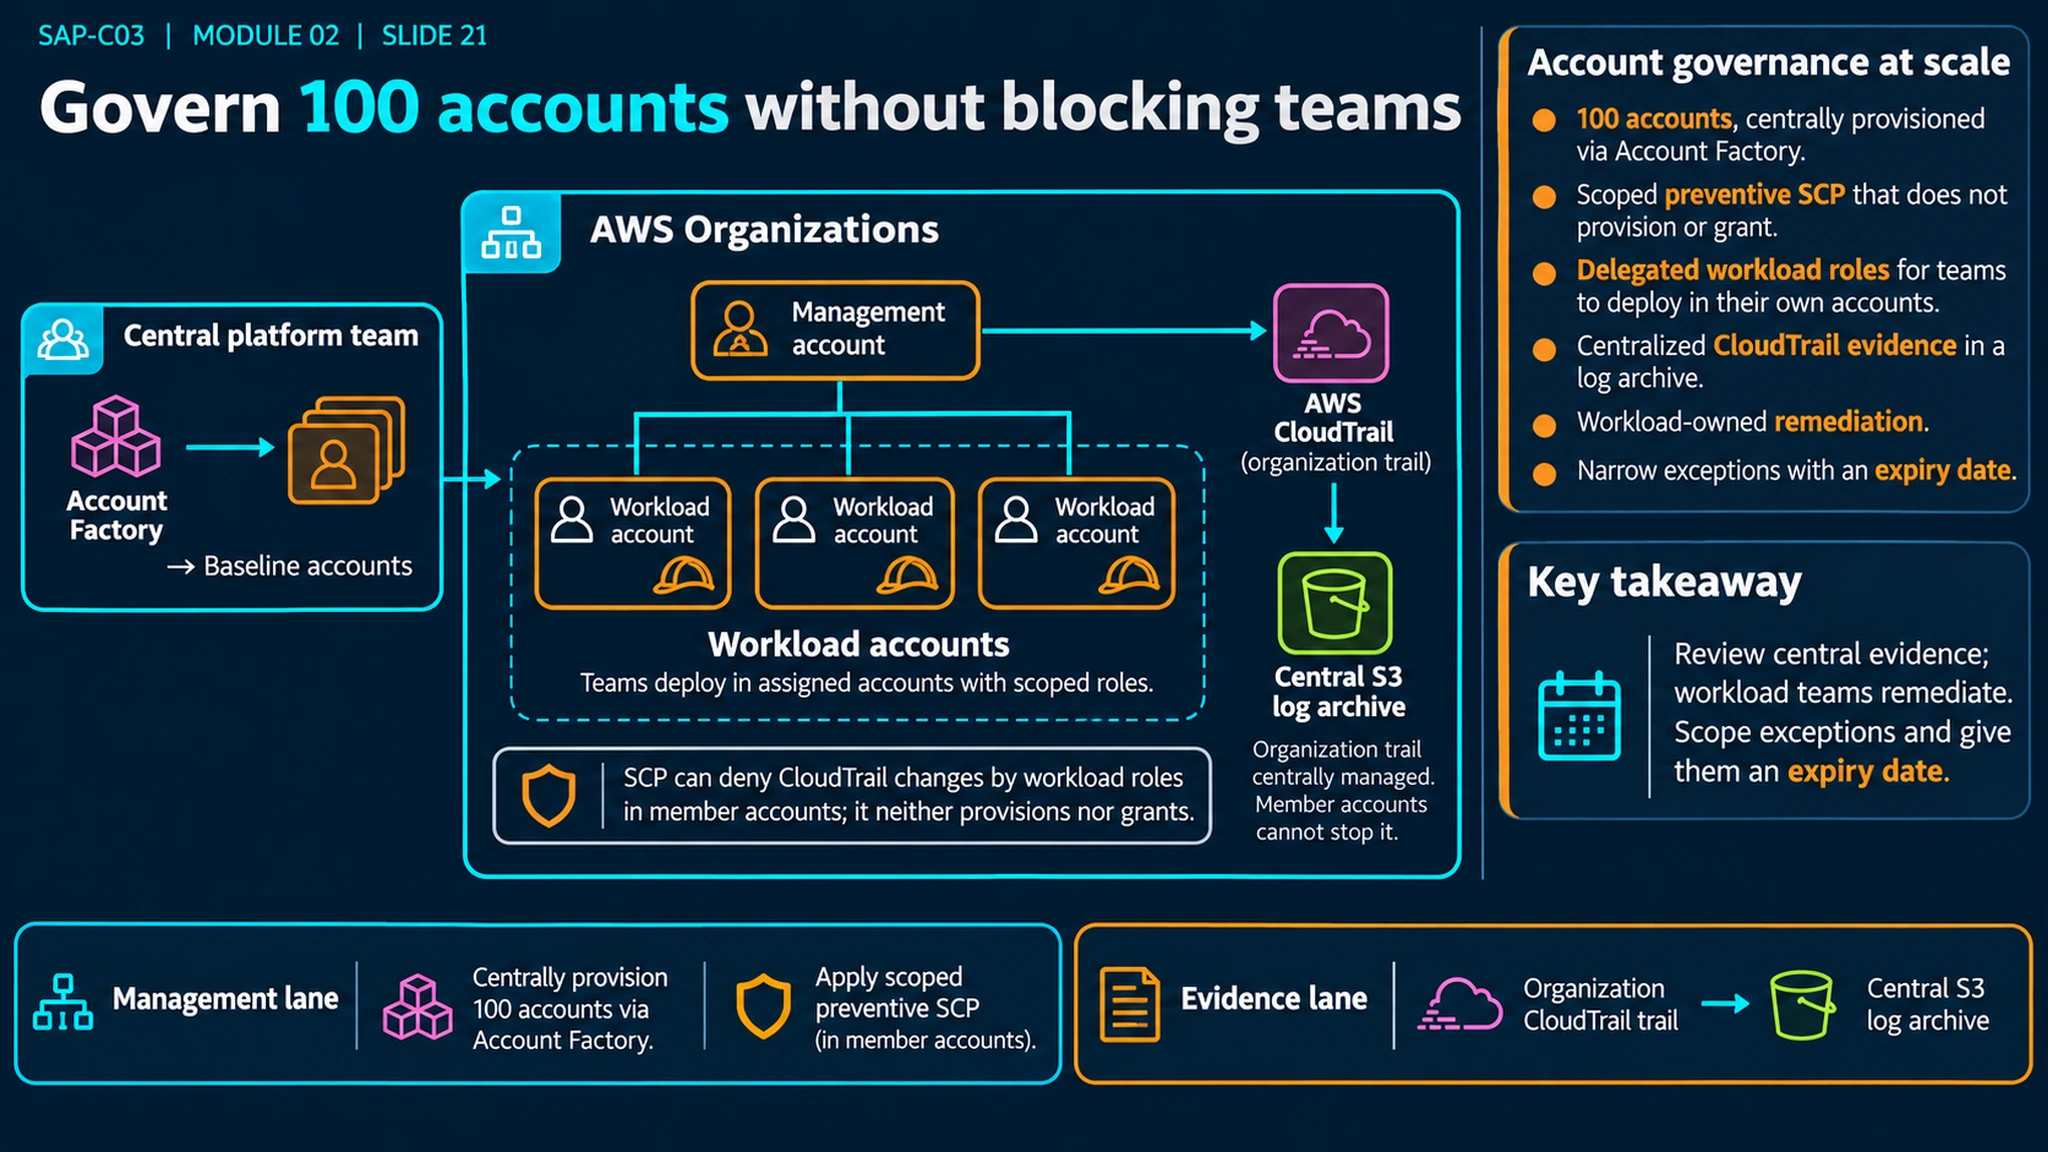 SAP-C03 | MODULE 02 | SLIDE 21
Govern 100 accounts without blocking teams
Central platform team
Account
Factory
→ Baseline accounts
AWS Organizations
Management
account
Workload
account
Workload
account
Workload
account
Workload accounts
Teams deploy in assigned accounts with scoped roles.
SCP can deny CloudTrail changes by workload roles
in member accounts; it neither provisions nor grants.
AWS
CloudTrail
(organization trail)
Central S3
log archive
Organization trail
centrally managed.
Member accounts
cannot stop it.
Account governance at scale
100 accounts, centrally provisioned
via Account Factory.
Scoped preventive SCP that does not
provision or grant.
Delegated workload roles for teams
to deploy in their own accounts.
Centralized CloudTrail evidence in a
log archive.
Workload-owned remediation.
Narrow exceptions with an expiry date.
Key takeaway
Review central evidence;
workload teams remediate.
Scope exceptions and give
them an expiry date.
Management lane
Centrally provision
100 accounts via
Account Factory.
Apply scoped
preventive SCP
(in member accounts).
Evidence lane
Organization
CloudTrail trail
Central S3
log archive